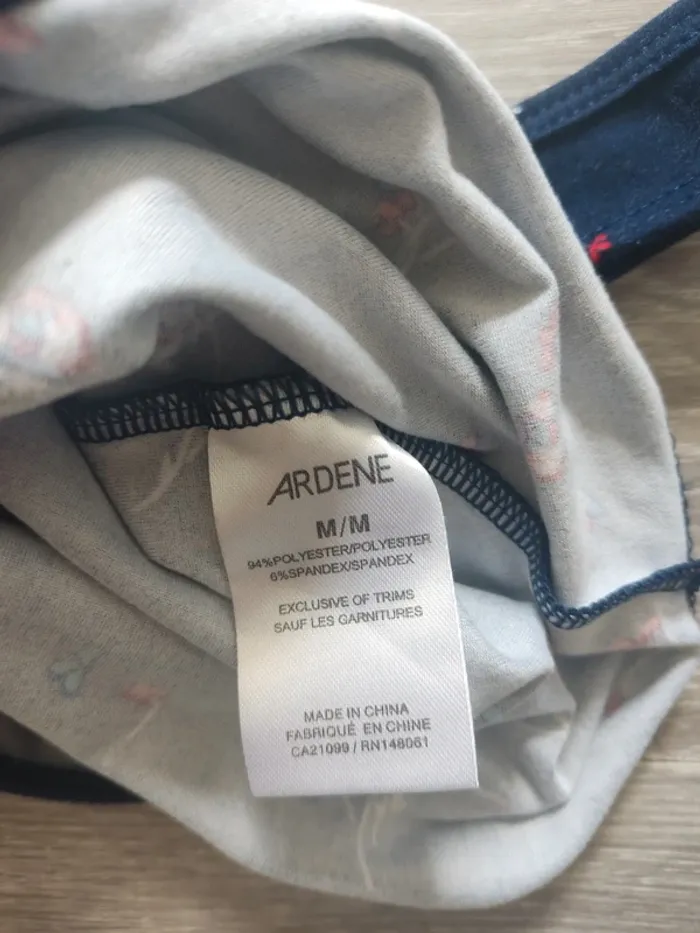 ARDENE
M/M
94%POLYESTER/POLYESTER
6%SPANDEX/SPANDEX
EXCLUSIVE OF TRIMS
SAUF LES GARNITURES
MADE IN CHINA
FABRIQUÉ EN CHINE
CA21099 / RN148061